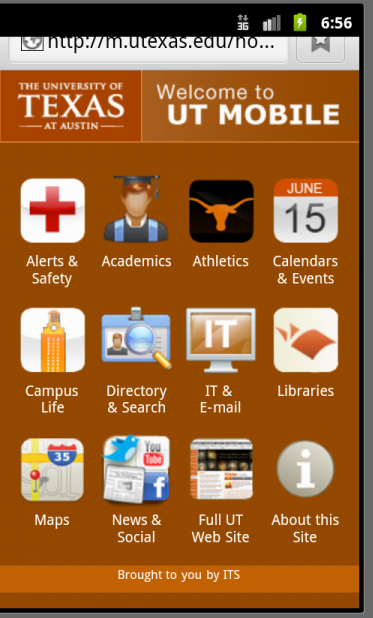 3G 6:56
http://m.utexas.edu/ho...
THE UNIVERSITY OF
TEXAS
AT AUSTIN
Welcome to
UT MOBILE
JUNE
15
Alerts &
Safety
Academics
Athletics
Calendars
& Events
IT
Campus
Life
Directory
& Search
IT &
E-mail
Libraries
35
You
Tube
f
i
Maps
News &
Social
Full UT
Web Site
About this
Site
Brought to you by ITS